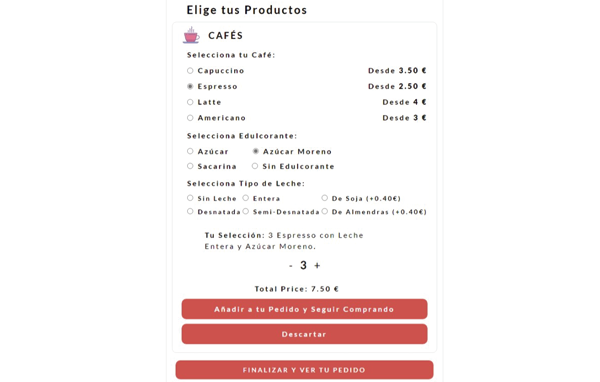 Elige tus Productos
CAFÉS
Selecciona tu Café:
Capuccino Desde 3.50 €
Espresso Desde 2.50 €
Latte Desde 4 €
Americano Desde 3 €
Selecciona Edulcorante:
Azúcar Azúcar Moreno
Sacarina Sin Edulcorante
Selecciona Tipo de Leche:
Sin Leche Entera De Soja (+0.40€)
Desnatada Semi-Desnatada De Almendras (+0.40€)
Tu Selección: 3 Espresso con Leche
Entera y Azúcar Moreno.
- 3 +
Total Price: 7.50 €
Añadir a tu Pedido y Seguir Comprando
Descartar
FINALIZAR Y VER TU PEDIDO